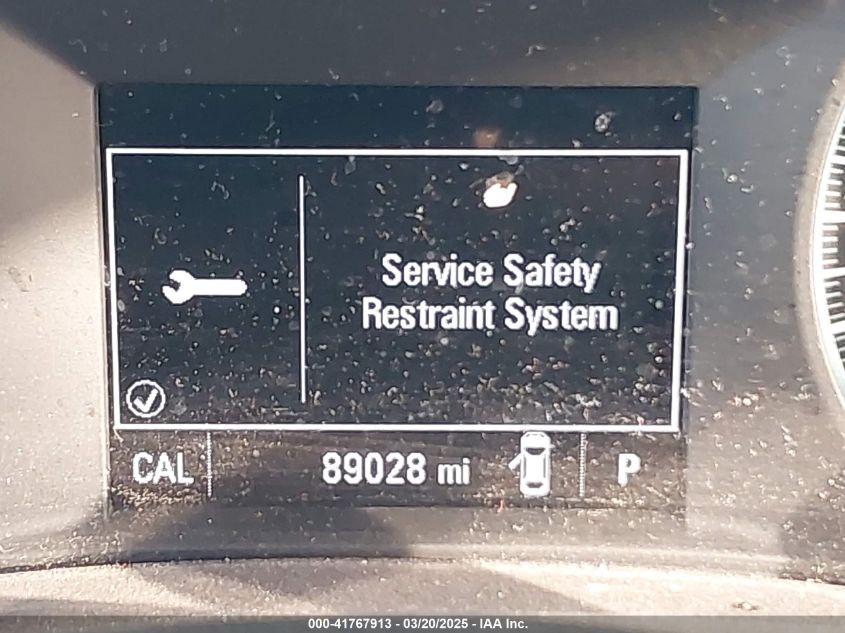 Service Safety
Restraint System
CAL 89028 mi P
000-41767913 - 03/20/2025 - IAA Inc.